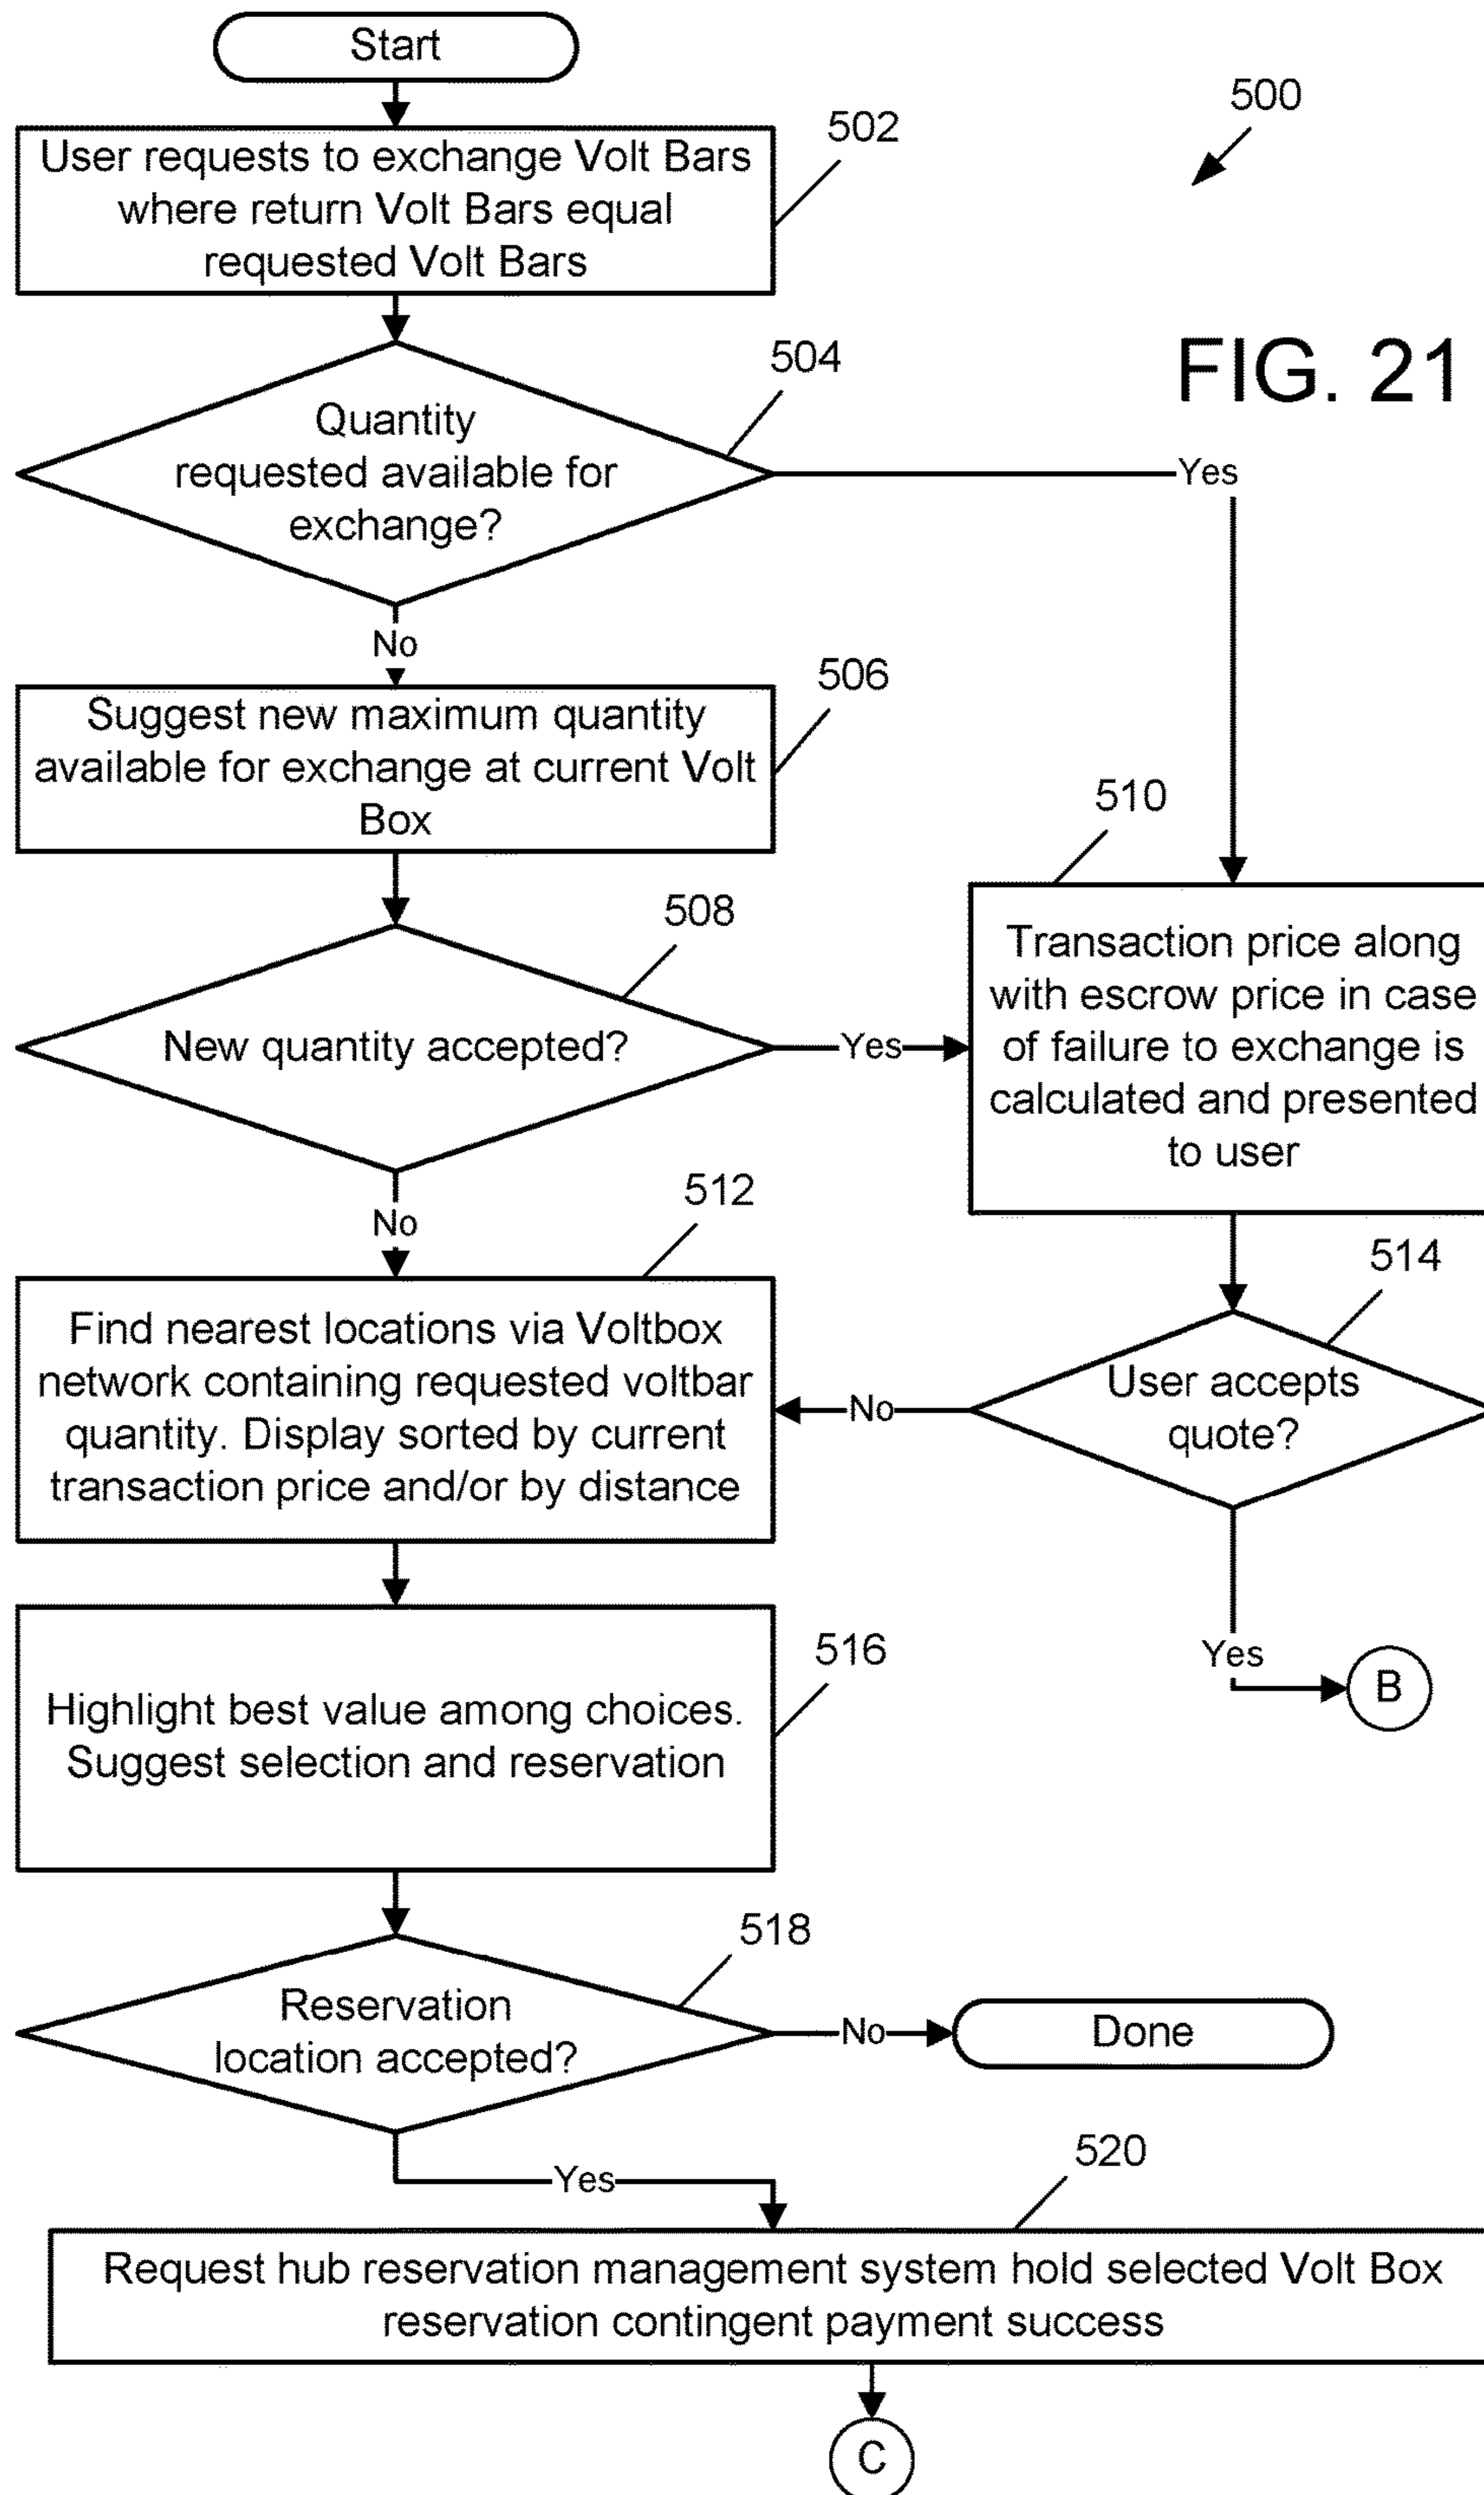 Start
500
502
User requests to exchange Volt Bars
where return Volt Bars equal
requested Volt Bars
FIG. 21
504
Quantity
requested available for
exchange?
Yes
No
506
Suggest new maximum quantity
available for exchange at current Volt
Box
510
508
New quantity accepted?
Yes
Transaction price along
with escrow price in case
of failure to exchange is
calculated and presented
to user
No
512
514
Find nearest locations via Voltbox
network containing requested voltbar
quantity. Display sorted by current
transaction price and/or by distance
No
User accepts
quote?
Yes
B
516
Highlight best value among choices.
Suggest selection and reservation
518
Reservation
location accepted?
No
Done
Yes
520
Request hub reservation management system hold selected Volt Box
reservation contingent payment success
C